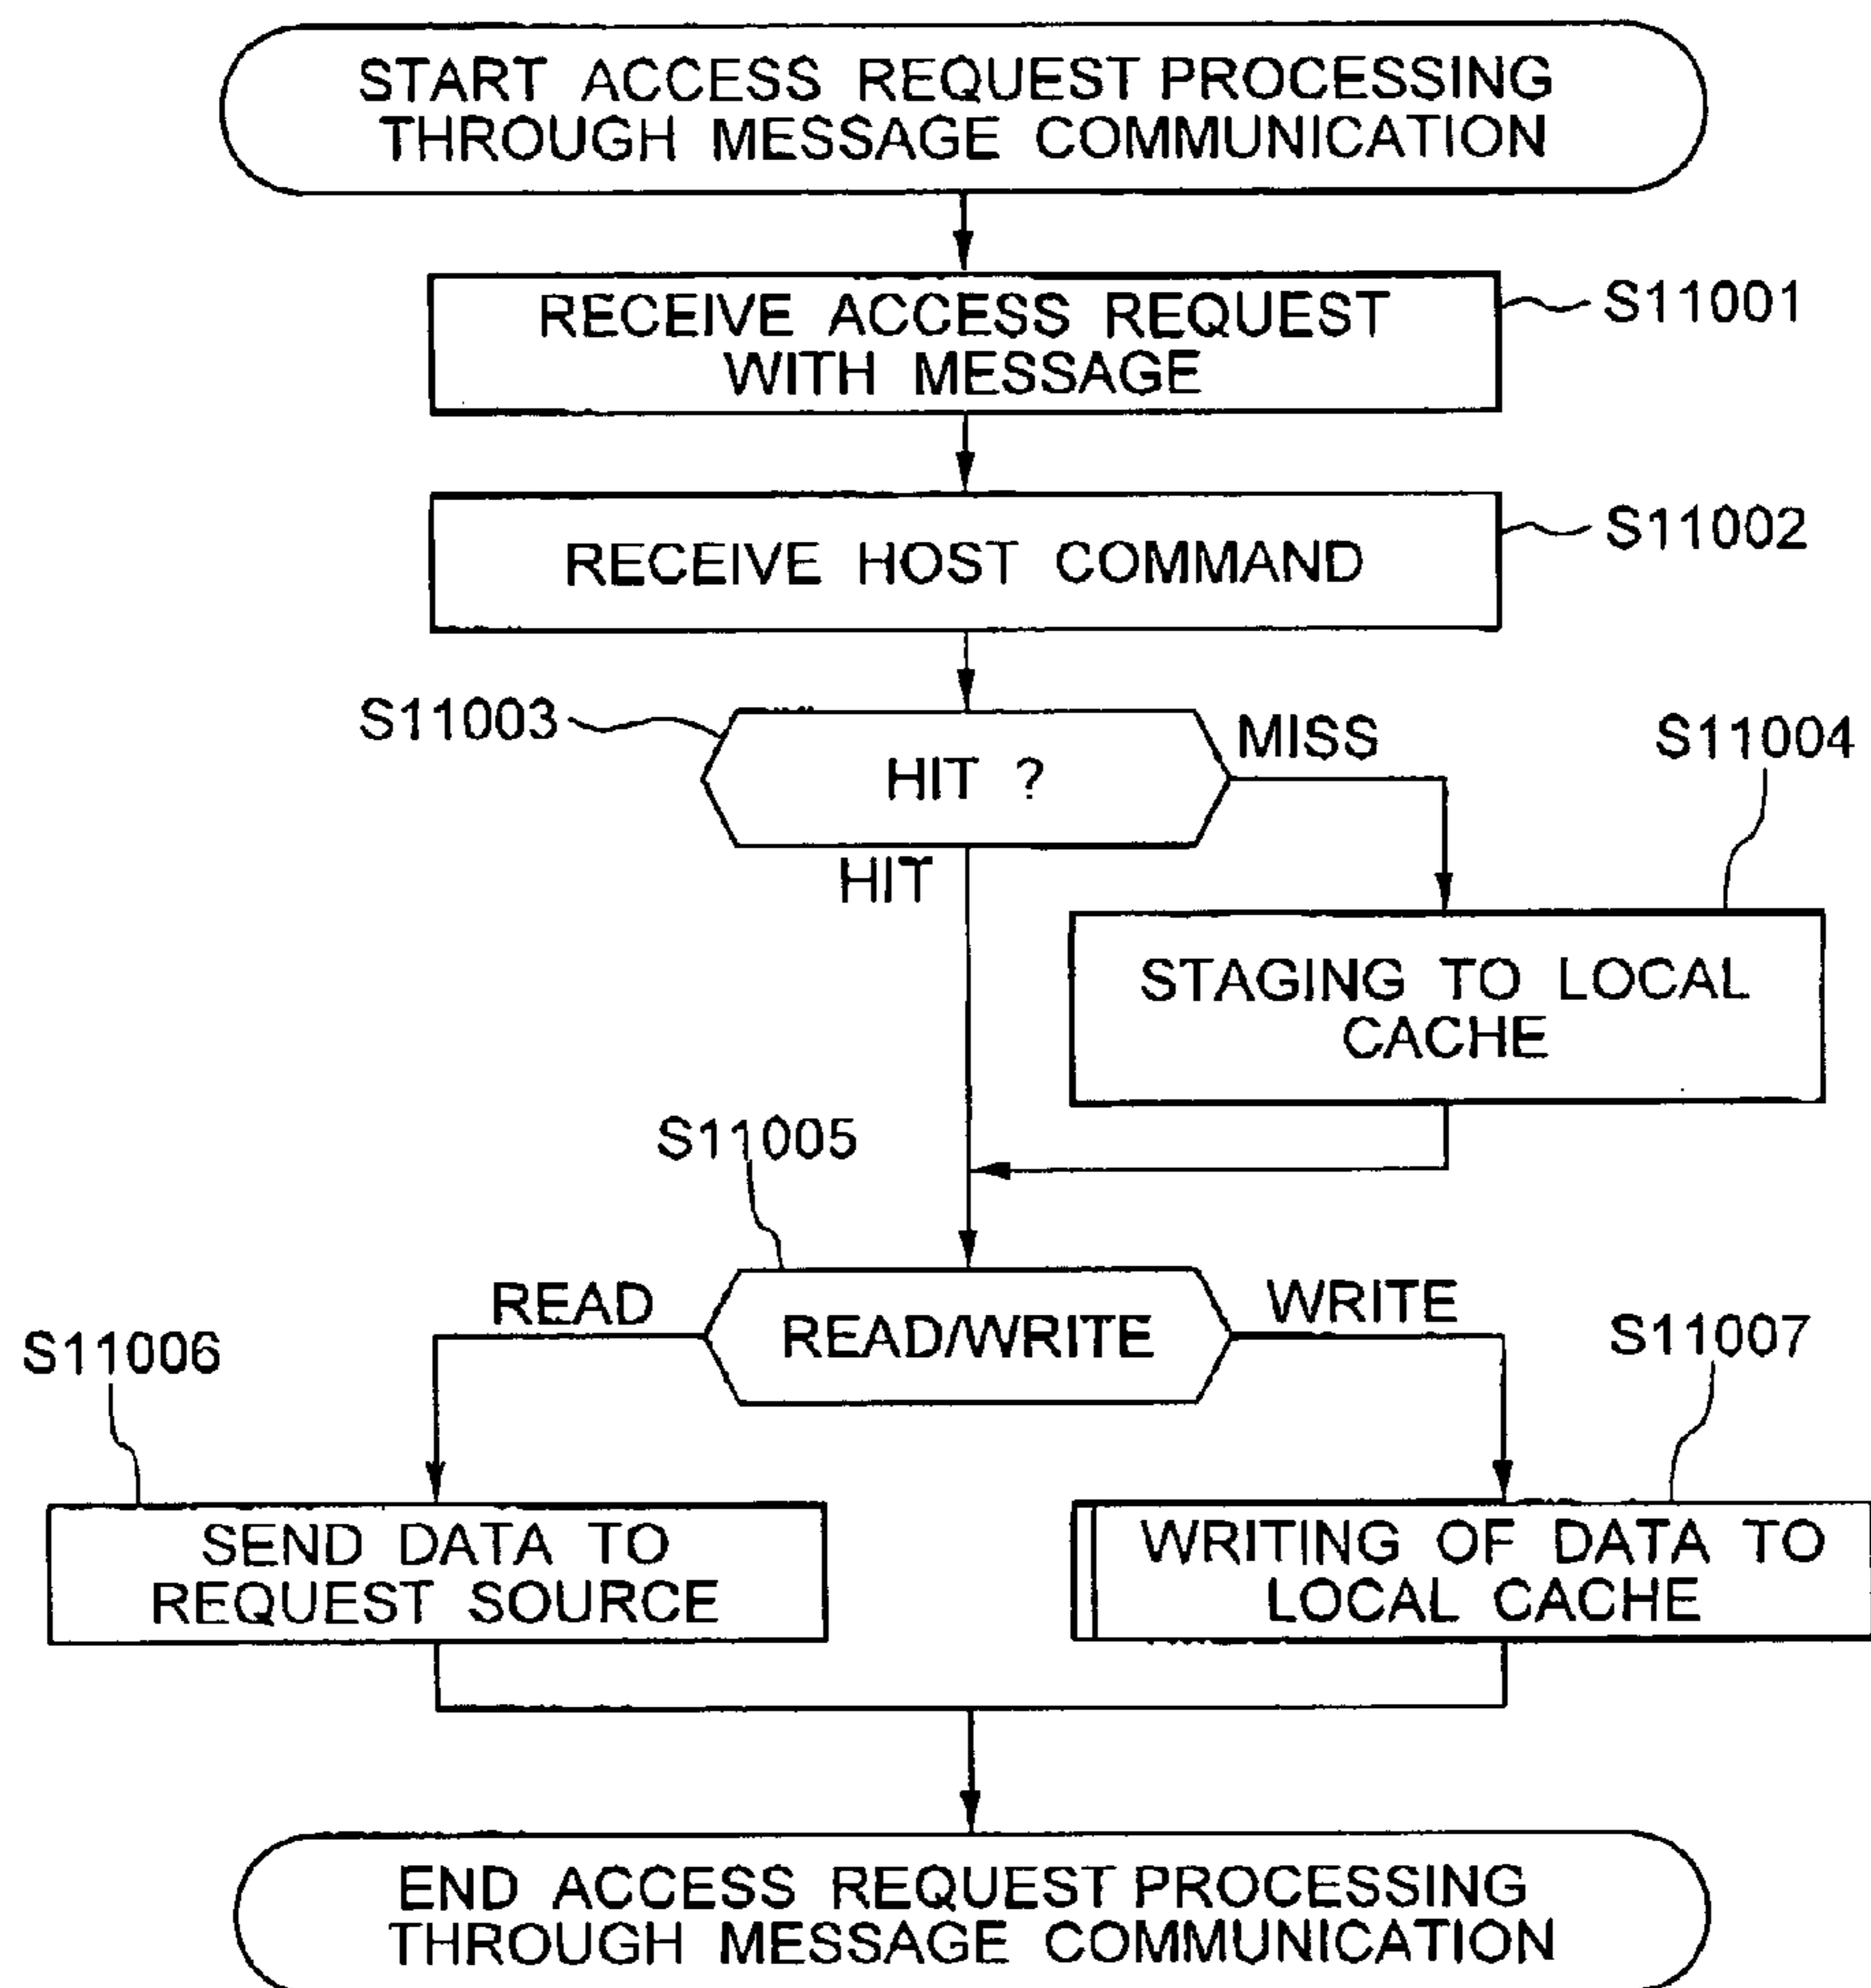 START ACCESS REQUEST PROCESSING
THROUGH MESSAGE COMMUNICATION
RECEIVE ACCESS REQUEST
WITH MESSAGE
S11001
RECEIVE HOST COMMAND
S11002
S11003
HIT ?
MISS
S11004
HIT
STAGING TO LOCAL
CACHE
S11005
READ
READ/WRITE
WRITE
S11006
S11007
SEND DATA TO
REQUEST SOURCE
WRITING OF DATA TO
LOCAL CACHE
END ACCESS REQUEST PROCESSING
THROUGH MESSAGE COMMUNICATION